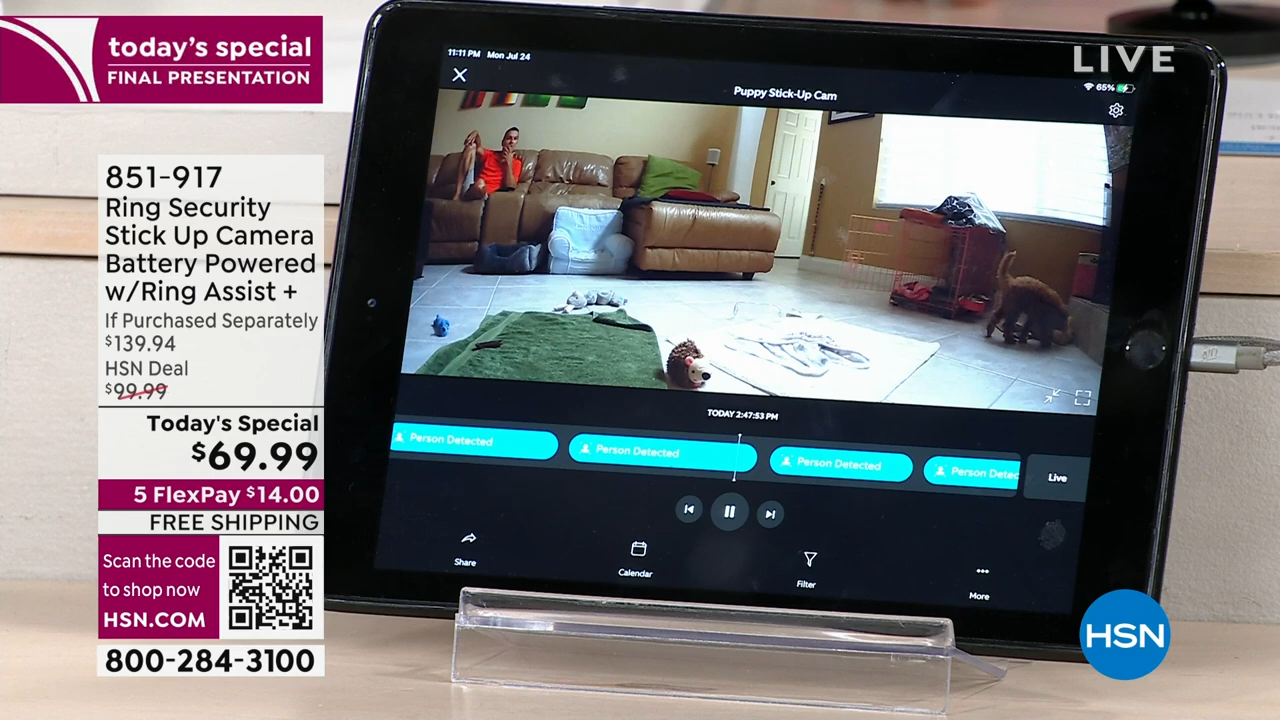 today's special
FINAL PRESENTATION
851-917
Ring Security
Stick Up Camera
Battery Powered
w/Ring Assist +
If Purchased Separately
$139.94
HSN Deal
$99.99
Today's Special
$69.99
5 FlexPay $14.00
FREE SHIPPING
Scan the code
to shop now
HSN.COM
800-284-3100
LIVE
11:11 PM Mon Jul 24
65%
Puppy Stick-Up Cam
TODAY 2:47:53 PM
Person Detected
Person Detected
Person Detected
Person Detec
Live
Share
Calendar
Filter
More
HSN